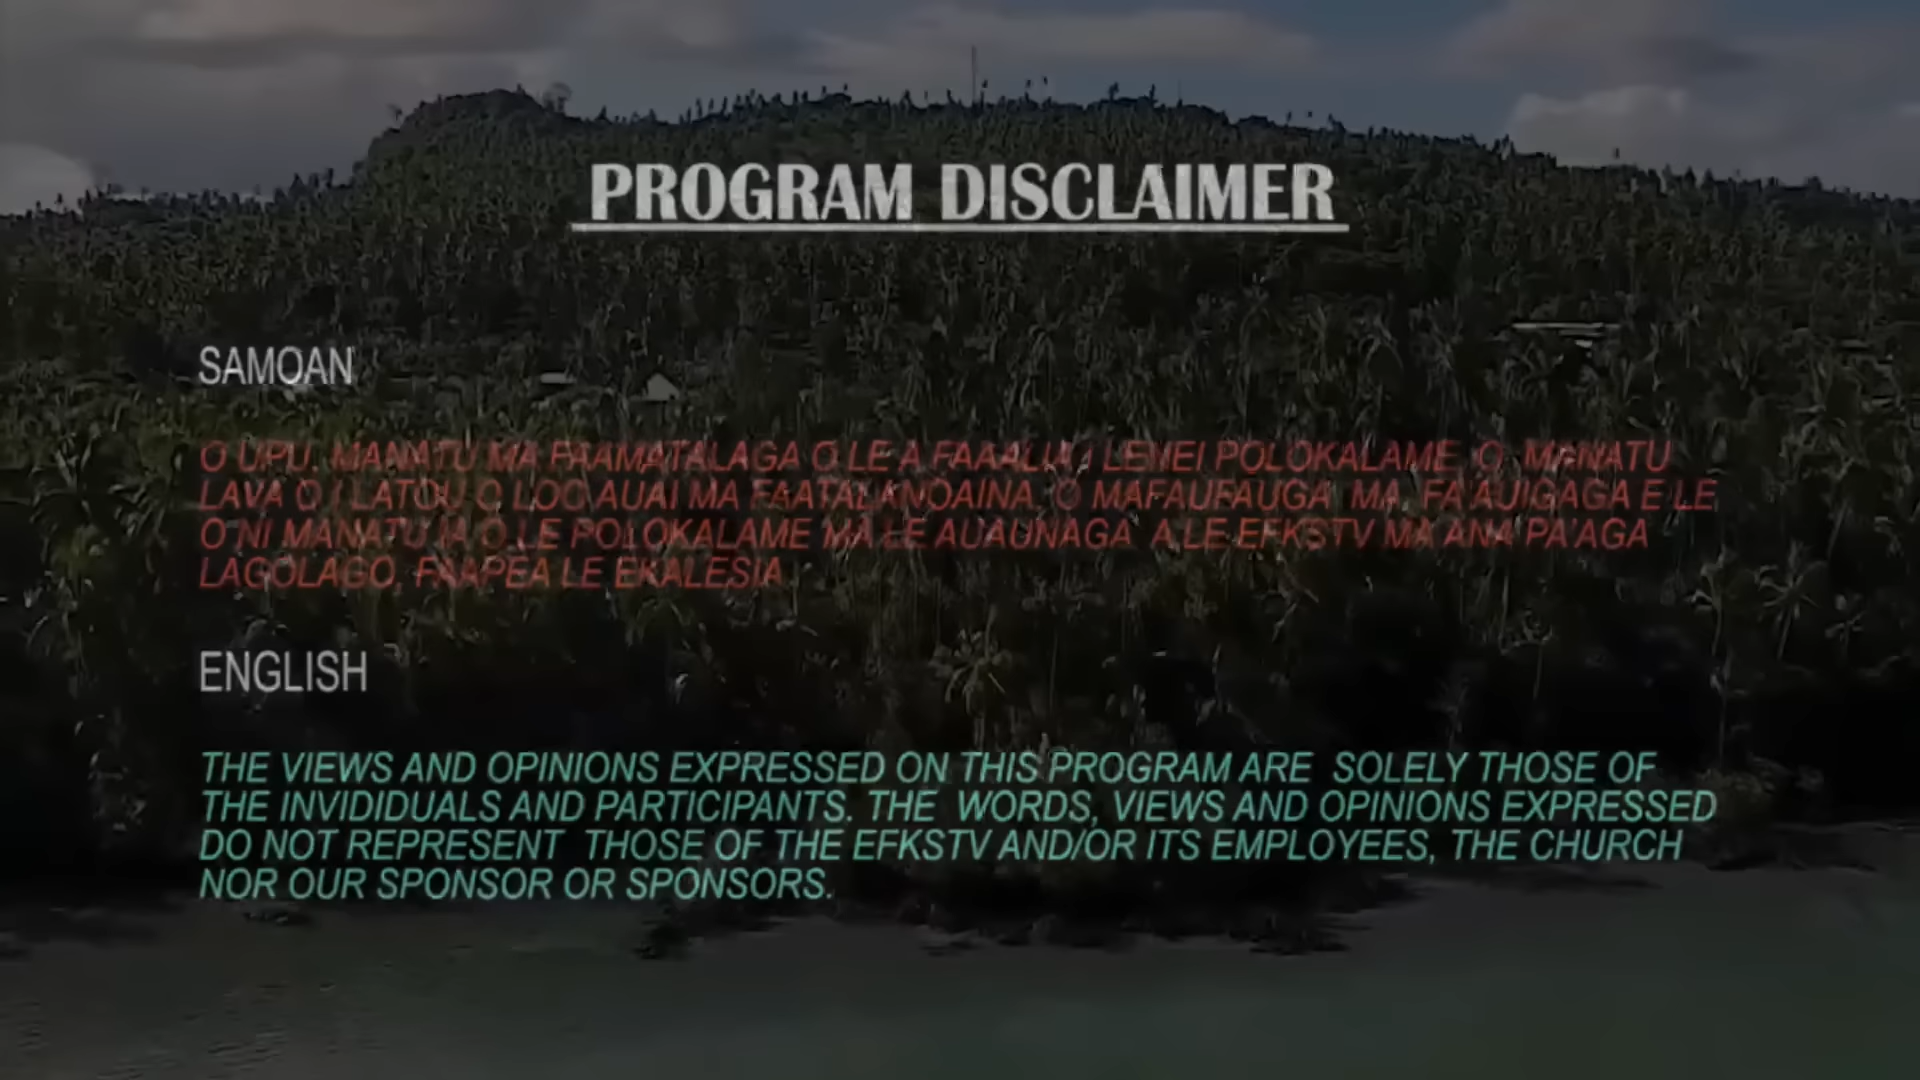 PROGRAM DISCLAIMER
SAMOAN
O UPU, MANATU MA FAAMATALAGA O LE A FAAALIA I LENEI POLOKALAME, O MANATU
LAVA O I LATOU O LOO AUAI MA FAATALANOAINA. O MAFAUFAUGA MA FA'AUIGAGA E LE
O NI MANATU IA O LE POLOKALAME MA LE AUAUNAGA A LE EFKSTV MA ANA PA'AGA
LAGOLAGO, FAAPEA LE EKALESIA
ENGLISH
THE VIEWS AND OPINIONS EXPRESSED ON THIS PROGRAM ARE SOLELY THOSE OF
THE INVIDIDUALS AND PARTICIPANTS. THE WORDS, VIEWS AND OPINIONS EXPRESSED
DO NOT REPRESENT THOSE OF THE EFKSTV AND/OR ITS EMPLOYEES, THE CHURCH
NOR OUR SPONSOR OR SPONSORS.